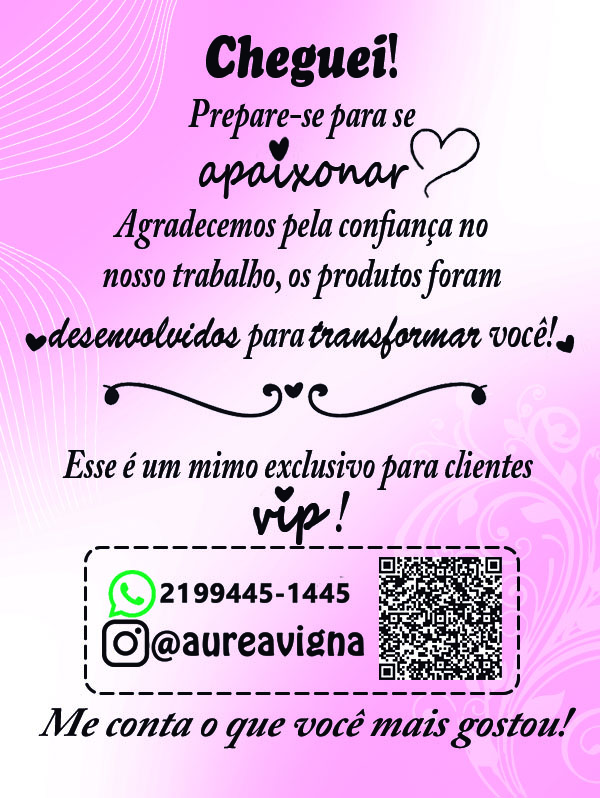 Cheguei!
Prepare-se para se
apaixonar
Agradecemos pela confiança no
nosso trabalho, os produtos foram
desenvolvidos para transformar você!
Esse é um mimo exclusivo para clientes
vip!
2199445-1445
@aureavigna
Me conta o que você mais gostou!